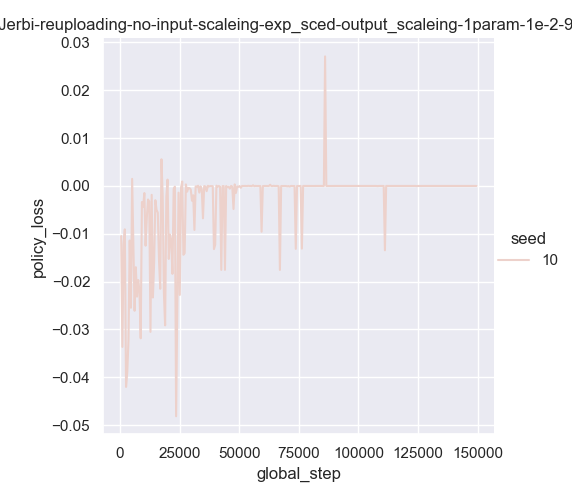 Jerbi-reuploading-no-input-scaleing-exp_sced-output_scaleing-1param-1e-2-9
0.03
0.02
0.01
0.00
−0.01
−0.02
−0.03
−0.04
−0.05
policy_loss
0 25000 50000 75000 100000 125000 150000
global_step
seed
10